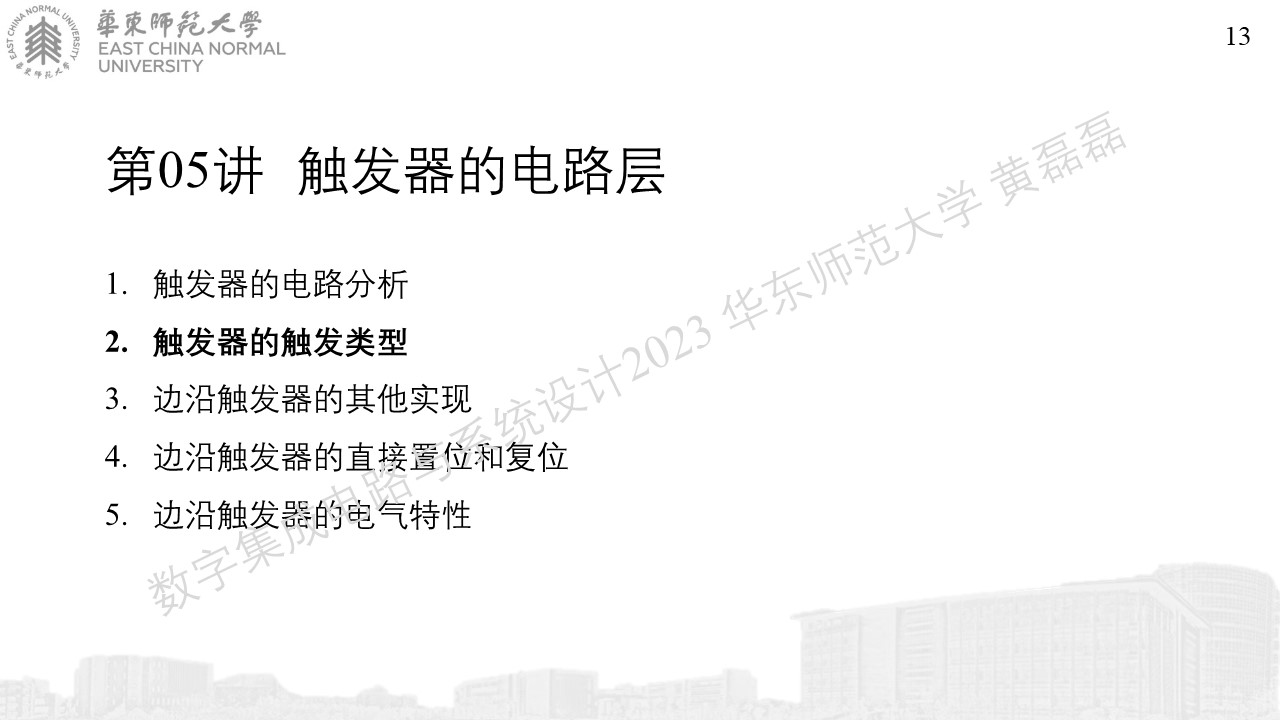 EAST CHINA NORMAL UNIVERSITY
華東師范大學
華東師范大學
EAST CHINA NORMAL
UNIVERSITY
13
第05讲 触发器的电路层
1. 触发器的电路分析
2. 触发器的触发类型
3. 边沿触发器的其他实现
4. 边沿触发器的直接置位和复位
5. 边沿触发器的电气特性
数字集成电路与系统设计2023 华东师范大学 黄磊磊